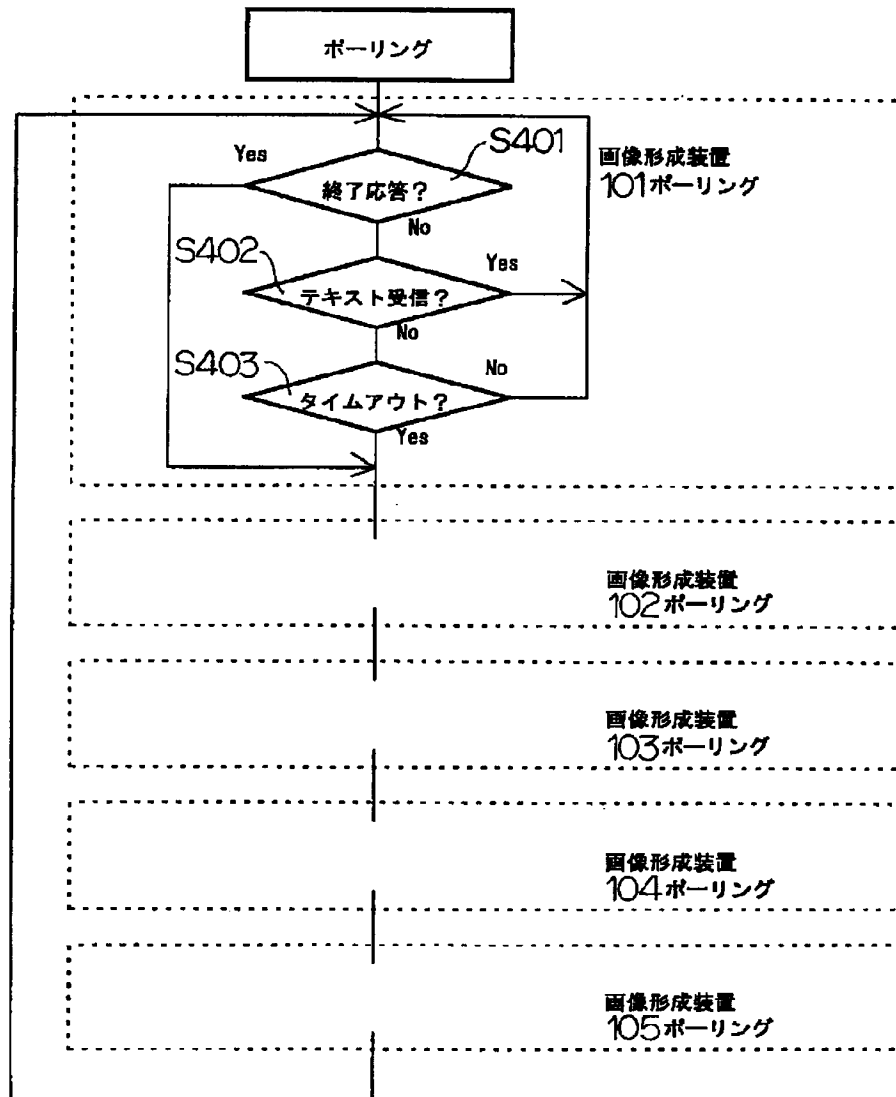 ポーリング
Yes
S401
画像形成装置
101ポーリング
終了応答?
No
S402
Yes
テキスト受信?
No
S403
No
タイムアウト?
Yes
画像形成装置
102ポーリング
画像形成装置
103ポーリング
画像形成装置
104ポーリング
画像形成装置
105ポーリング